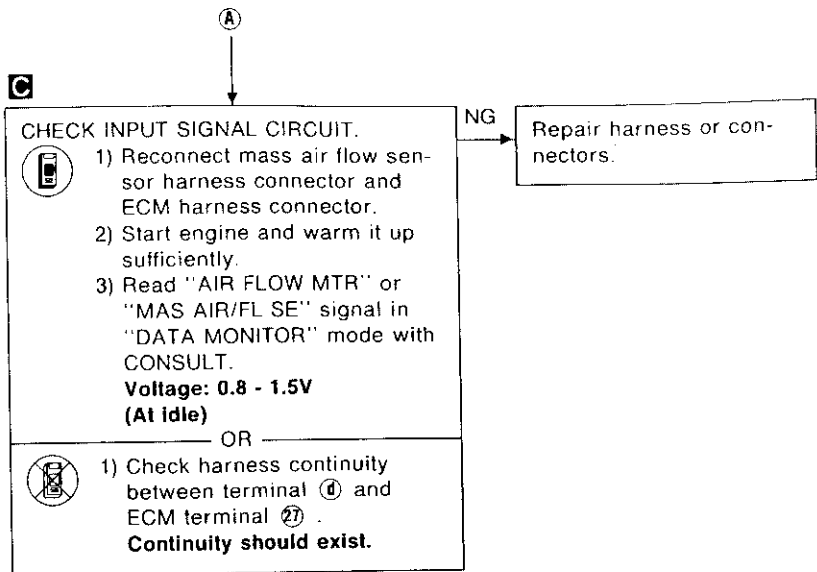 A
C
CHECK INPUT SIGNAL CIRCUIT.
1) Reconnect mass air flow sen-
sor harness connector and
ECM harness connector.
2) Start engine and warm it up
sufficiently.
3) Read "AIR FLOW MTR" or
"MAS AIR/FL SE" signal in
"DATA MONITOR" mode with
CONSULT.
Voltage: 0.8 - 1.5V
(At idle)
OR
1) Check harness continuity
between terminal ⓓ and
ECM terminal ㉗ .
Continuity should exist.
NG
Repair harness or con-
nectors.